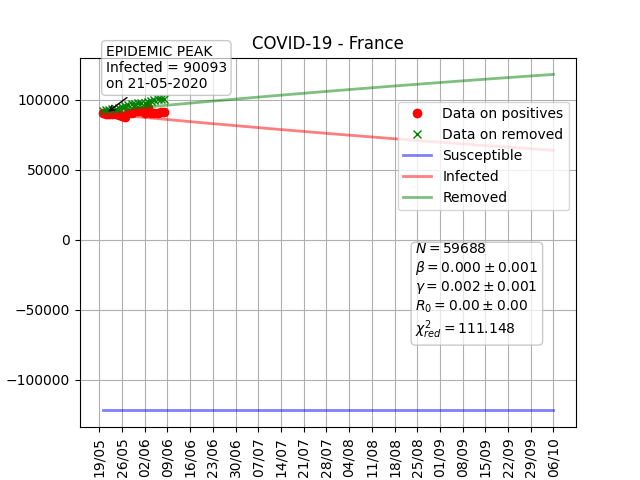 COVID-19 - France
EPIDEMIC PEAK
Infected = 90093
on 21-05-2020
100000
50000
0
−50000
−100000
Data on positives
Data on removed
Susceptible
Infected
Removed
N = 59688
β = 0.000 ± 0.001
γ = 0.002 ± 0.001
R₀ = 0.00 ± 0.00
χ²red = 111.148
19/05
26/05
02/06
09/06
16/06
23/06
30/06
07/07
14/07
21/07
28/07
04/08
11/08
18/08
25/08
01/09
08/09
15/09
22/09
29/09
06/10